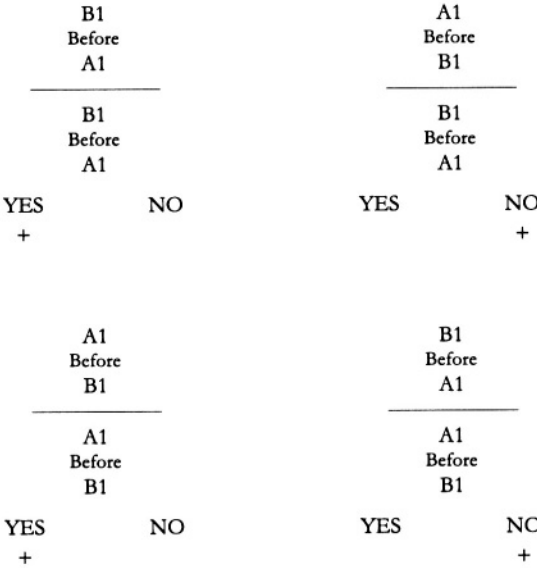 B1
Before
A1
B1
Before
A1
YES NO
+
A1
Before
B1
B1
Before
A1
YES NO
+
A1
Before
B1
A1
Before
B1
YES NO
+
B1
Before
A1
A1
Before
B1
YES NO
+